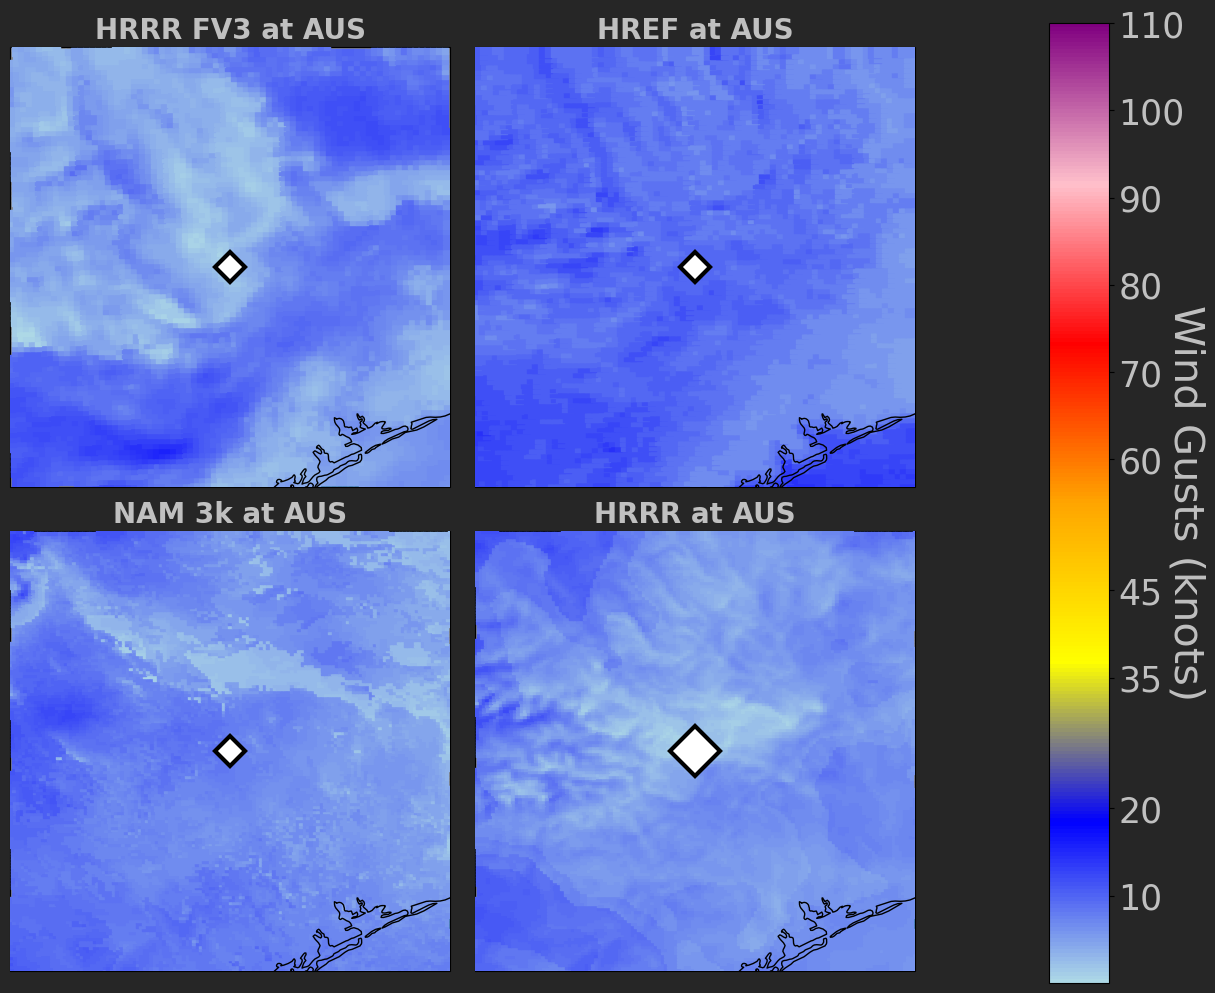 HRRR FV3 at AUS
HREF at AUS
NAM 3k at AUS
HRRR at AUS
110
100
90
80
70
60
45
35
20
10
Wind Gusts (knots)